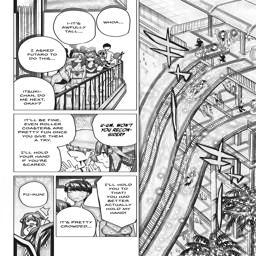 WHOA...
I-IT'S
AWFULLY
TALL...
I ASKED
FUTARO TO
DO THIS...
ITSUKI-
CHAN, DO ME
NEXT,
OKAY?
IT'LL BE FINE.
EVEN ROLLER
COASTERS ARE
PRETTY FUN ONCE
YOU GIVE THEM
A TRY.
I'LL HOLD
YOUR HAND
IF YOU'RE
SCARED.
U-UM, WON'T
YOU RECON-
SIDER?
FU-KUN!
I'LL HOLD
YOU TO
THAT!
YOU HAD
BETTER
ACTUALLY
HOLD MY
HAND!
IT'S PRETTY
CROWDED...